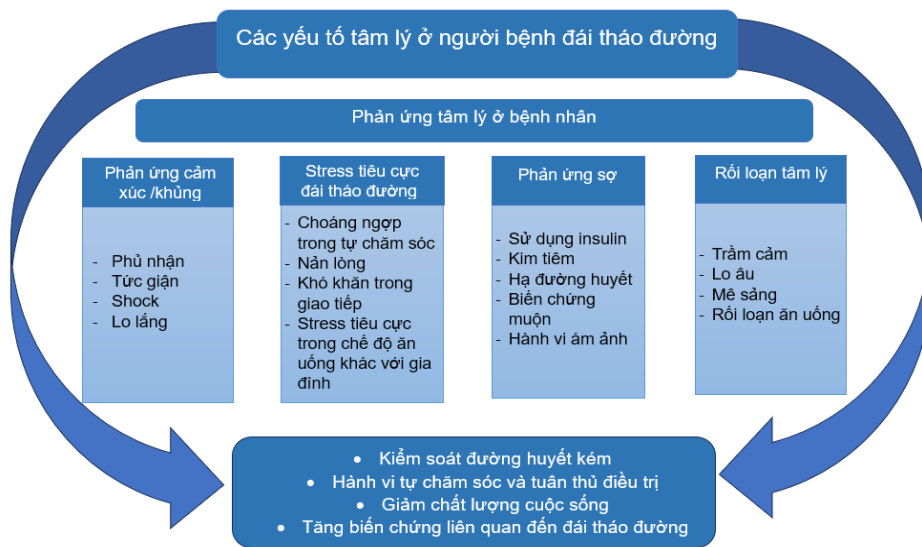 Các yếu tố tâm lý ở người bệnh đái tháo đường
Phản ứng tâm lý ở bệnh nhân
Phản ứng cảm
xúc /khủng
- Phủ nhận
- Tức giận
- Shock
- Lo lắng
Stress tiêu cực
đái tháo đường
- Choáng ngợp
trong tự chăm sóc
- Nản lòng
- Khó khăn trong
giao tiếp
- Stress tiêu cực
trong chế độ ăn
uống khác với gia
đình
Phản ứng sợ
- Sử dụng insulin
- Kim tiêm
- Hạ đường huyết
- Biến chứng
muộn
- Hành vi ám ảnh
Rối loạn tâm lý
- Trầm cảm
- Lo âu
- Mê sảng
- Rối loạn ăn uống
• Kiểm soát đường huyết kém
• Hành vi tự chăm sóc và tuân thủ điều trị
• Giảm chất lượng cuộc sống
• Tăng biến chứng liên quan đến đái tháo đường